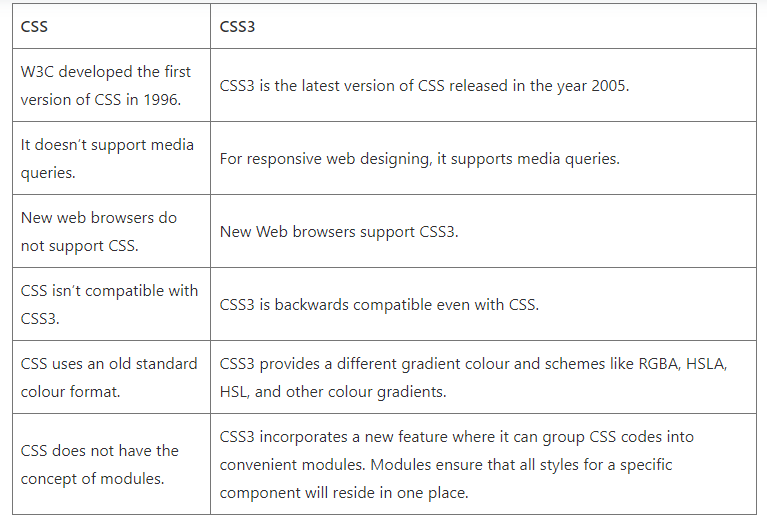 CSS
CSS3
W3C developed the first
version of CSS in 1996.
CSS3 is the latest version of CSS released in the year 2005.
It doesn’t support media
queries.
For responsive web designing, it supports media queries.
New web browsers do
not support CSS.
New Web browsers support CSS3.
CSS isn’t compatible with
CSS3.
CSS3 is backwards compatible even with CSS.
CSS uses an old standard
colour format.
CSS3 provides a different gradient colour and schemes like RGBA, HSLA,
HSL, and other colour gradients.
CSS does not have the
concept of modules.
CSS3 incorporates a new feature where it can group CSS codes into
convenient modules. Modules ensure that all styles for a specific
component will reside in one place.